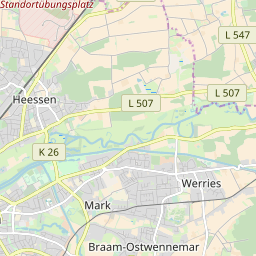 Standortübungsplatz
L 547
L 507
L 507
Heessen
K 26
Werries
Mark
Braam-Ostwennemar